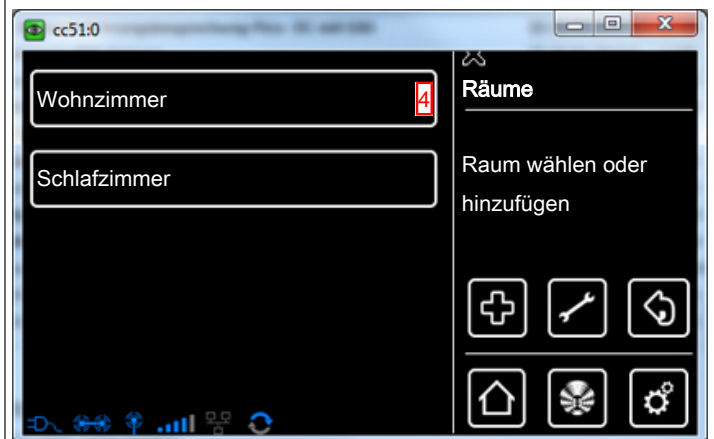 cc51:0
Wohnzimmer 4
Schlafzimmer
Räume
Raum wählen oder
hinzufügen